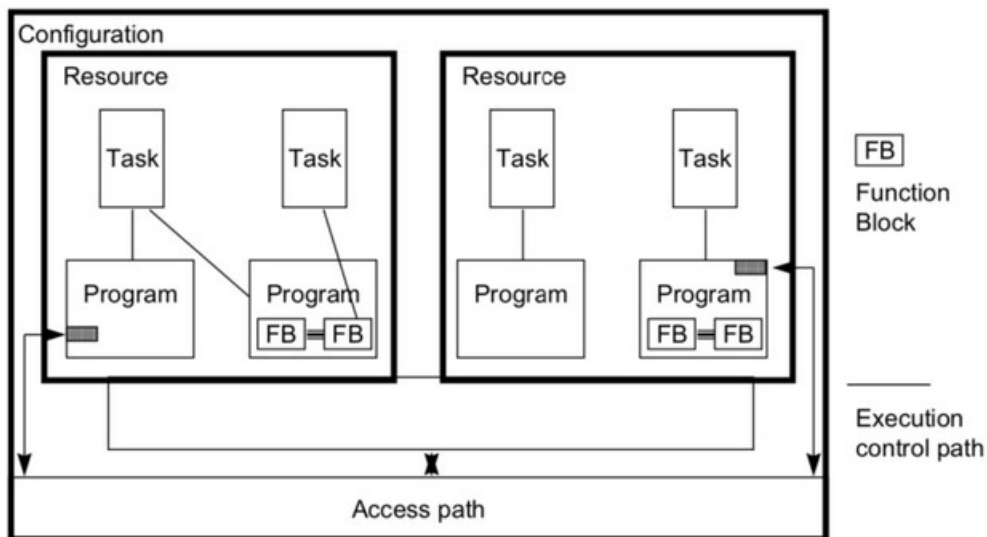 Configuration
Resource
Resource
Task
Task
Task
Task
FB
Function
Block
Program
Program
Program
Program
FB
FB
FB
FB
Execution
control path
Access path